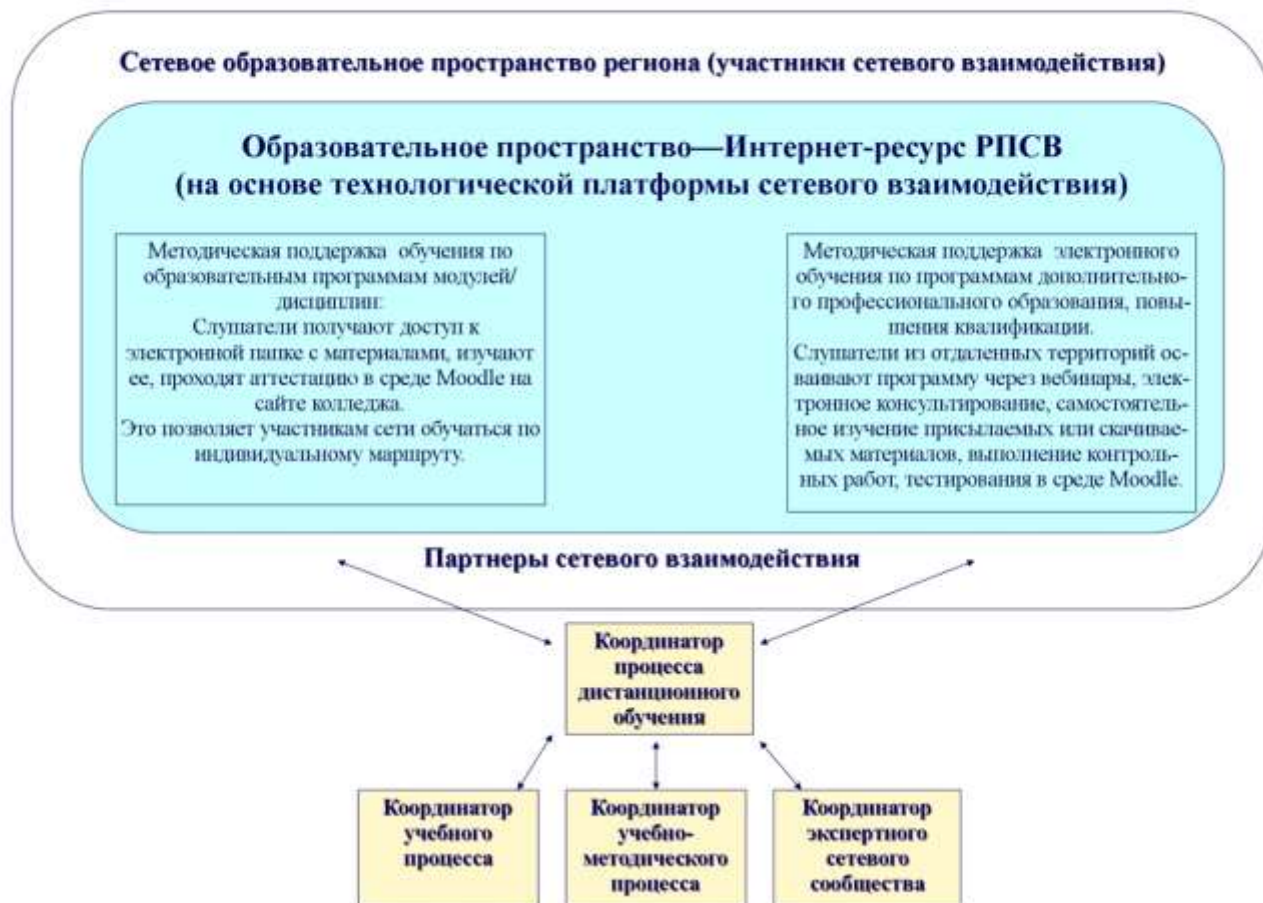 Сетевое образовательное пространство региона (участники сетевого взаимодействия)
Образовательное пространство—Интернет-ресурс РПСВ
(на основе технологической платформы сетевого взаимодействия)
Методическая поддержка обучения по
образовательным программам модулей/
дисциплин:
Слушатели получают доступ к
электронной папке с материалами, изучают
ее, проходят аттестацию в среде Moodle на
сайте колледжа.
Это позволяет участникам сети обучаться по
индивидуальному маршруту.
Методическая поддержка электронного
обучения по программам дополнительно-
го профессионального образования, повы-
шения квалификации.
Слушатели из отдаленных территорий ос-
ваивают программу через вебинары, элек-
тронное консультирование, самостоятель-
ное изучение присылаемых или скачивае-
мых материалов, выполнение контроль-
ных работ, тестирования в среде Moodle.
Партнеры сетевого взаимодействия
Координатор
процесса
дистанционного
обучения
Координатор
учебного
процесса
Координатор
учебно-
методического
процесса
Координатор
экспертного
сетевого
сообщества